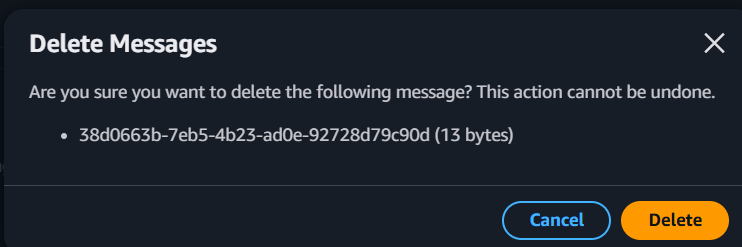 Delete Messages
Are you sure you want to delete the following message? This action cannot be undone.
• 38d0663b-7eb5-4b23-ad0e-92728d79c90d (13 bytes)
Cancel Delete